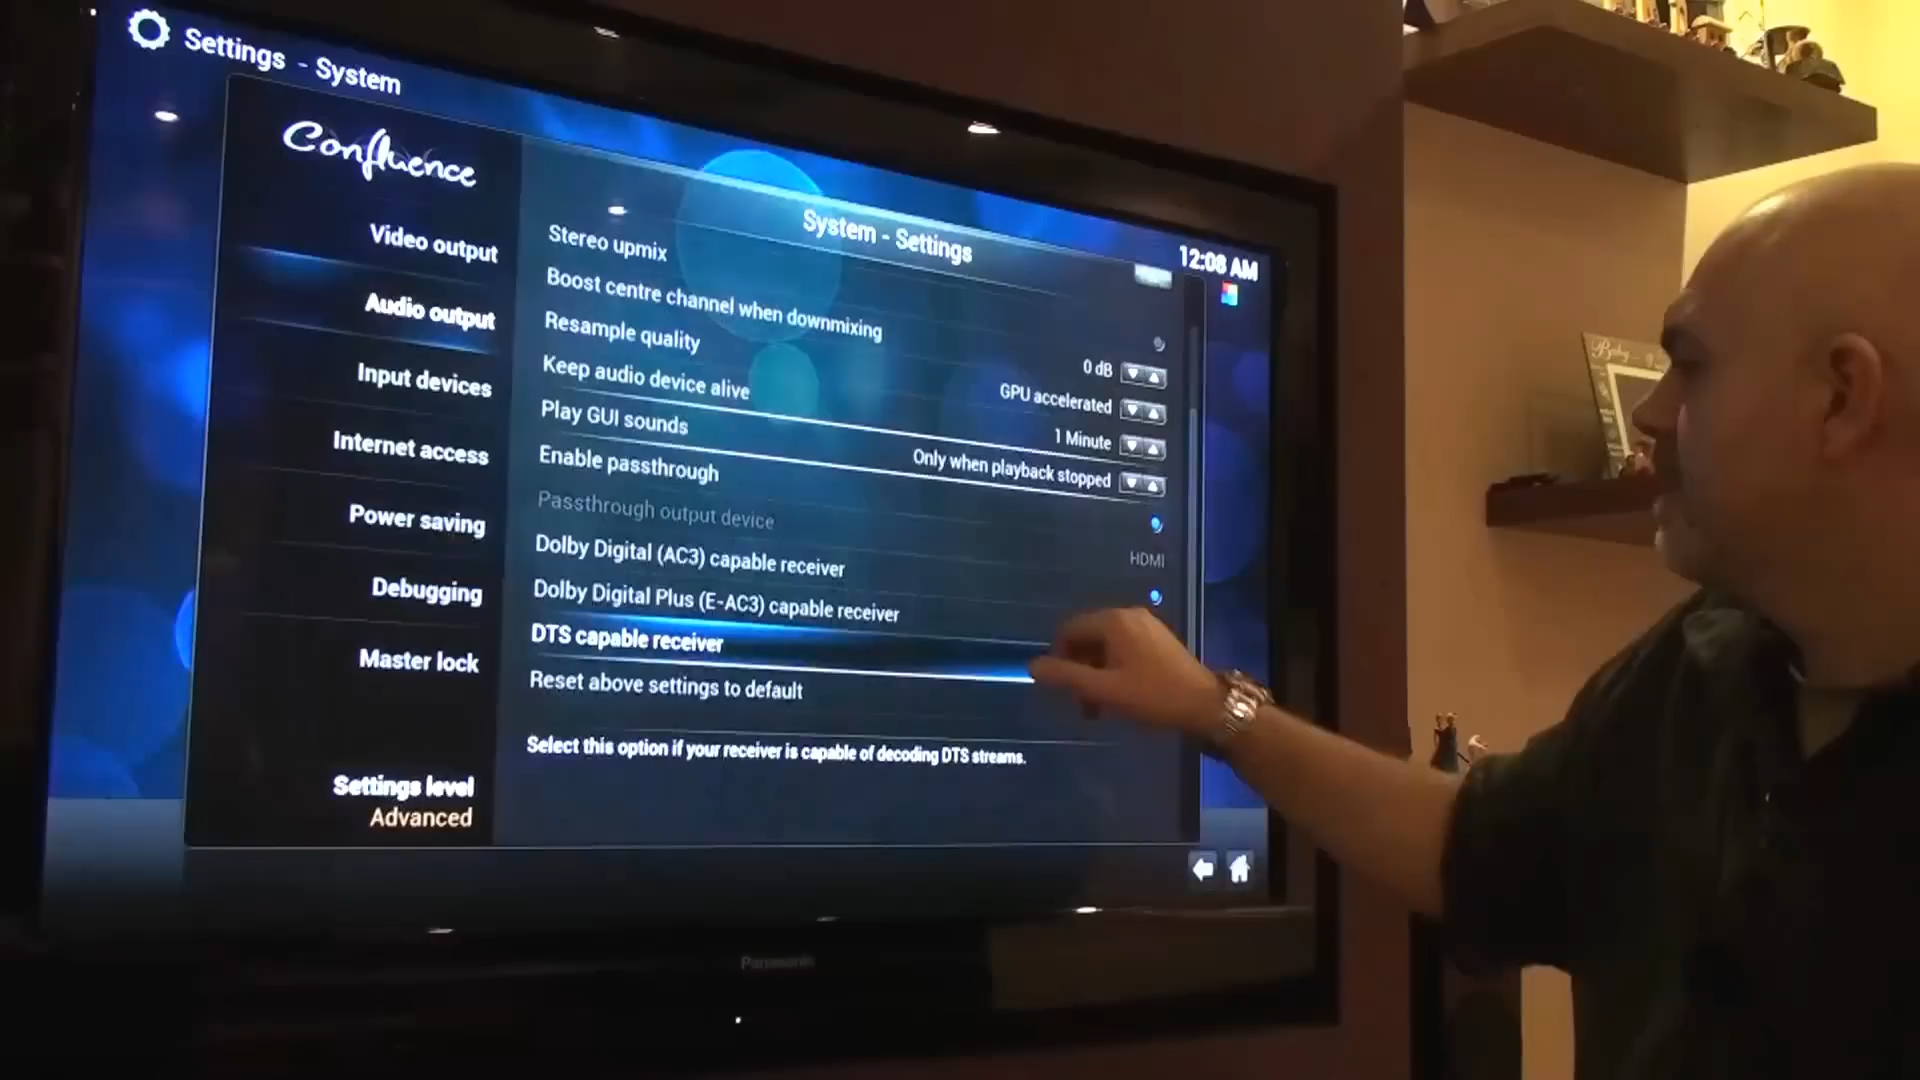 Settings - System
Confluence
System - Settings
12:08 AM
Video output
Audio output
Input devices
Internet access
Power saving
Debugging
Master lock
Settings level
Advanced
Stereo upmix
Boost centre channel when downmixing
0 dB
Resample quality
GPU accelerated
Keep audio device alive
1 Minute
Play GUI sounds
Only when playback stopped
Enable passthrough
Passthrough output device
HDMI
Dolby Digital (AC3) capable receiver
Dolby Digital Plus (E-AC3) capable receiver
DTS capable receiver
Reset above settings to default
Select this option if your receiver is capable of decoding DTS streams.
Panasonic